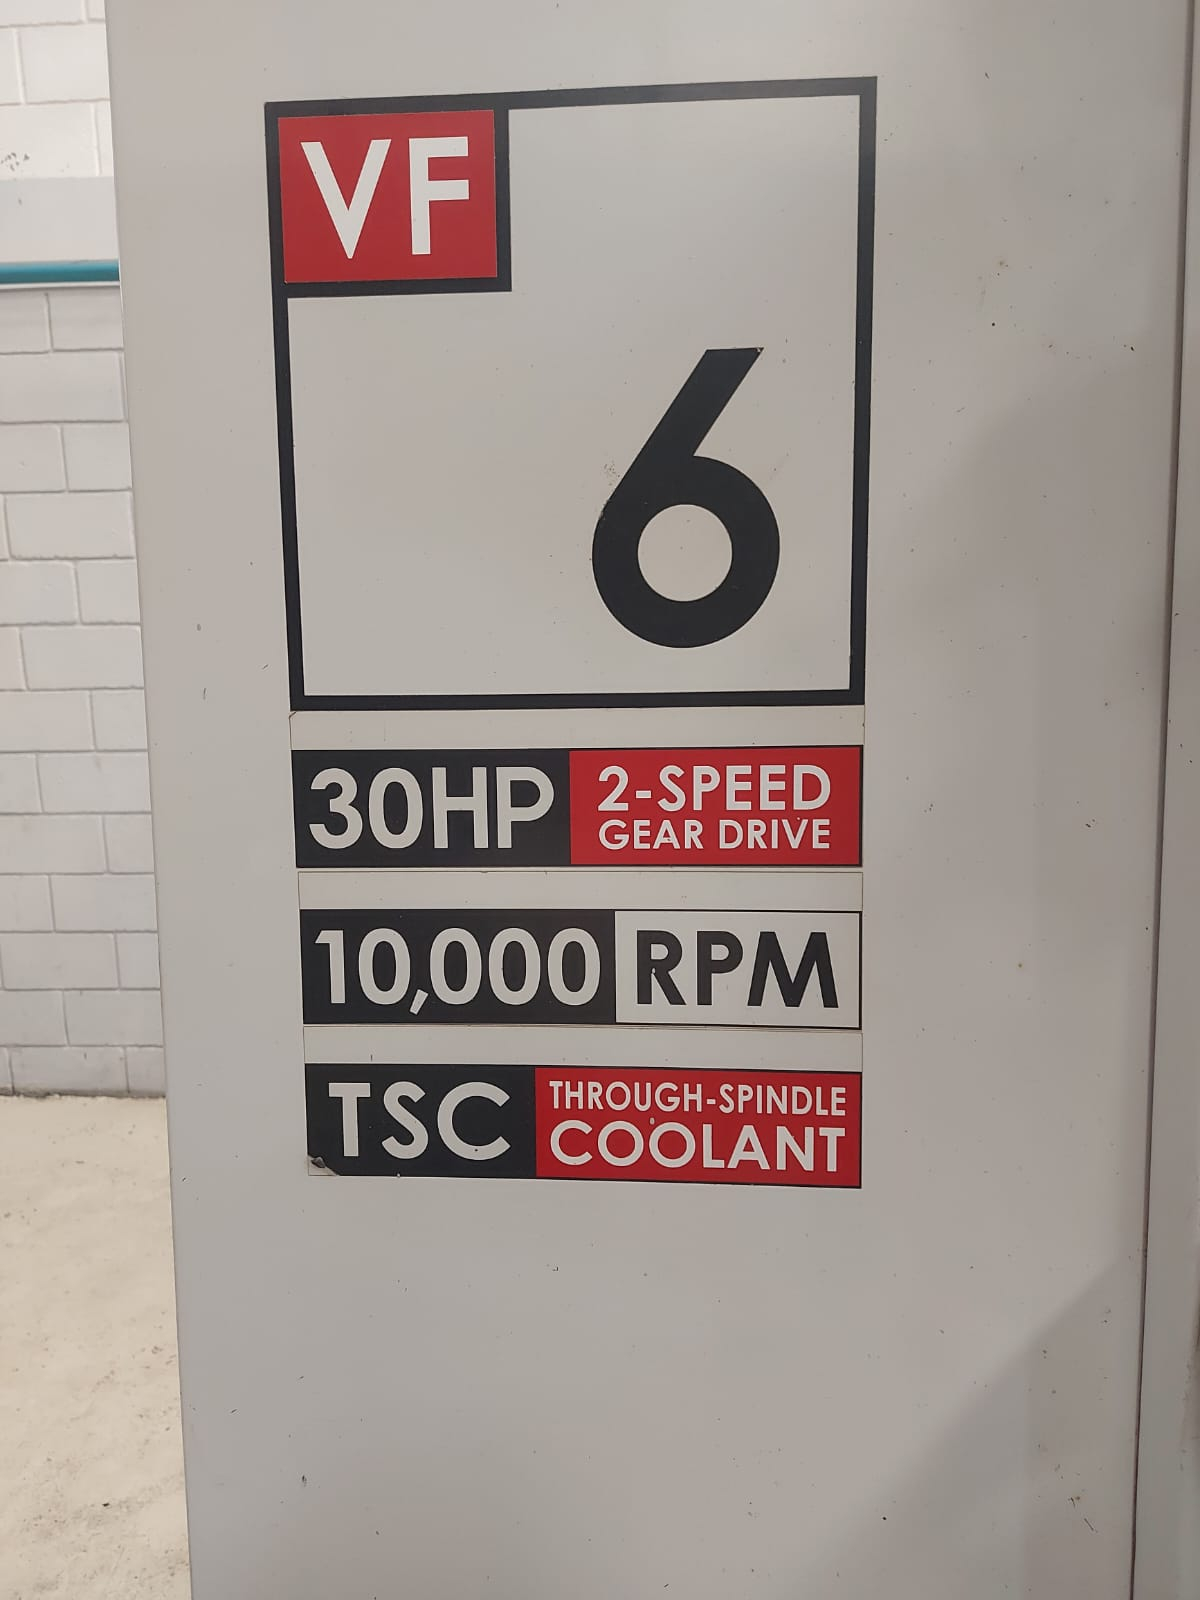 VF
6
30HP 2-SPEED
GEAR DRIVE
10,000 RPM
TSC THROUGH-SPINDLE
COOLANT